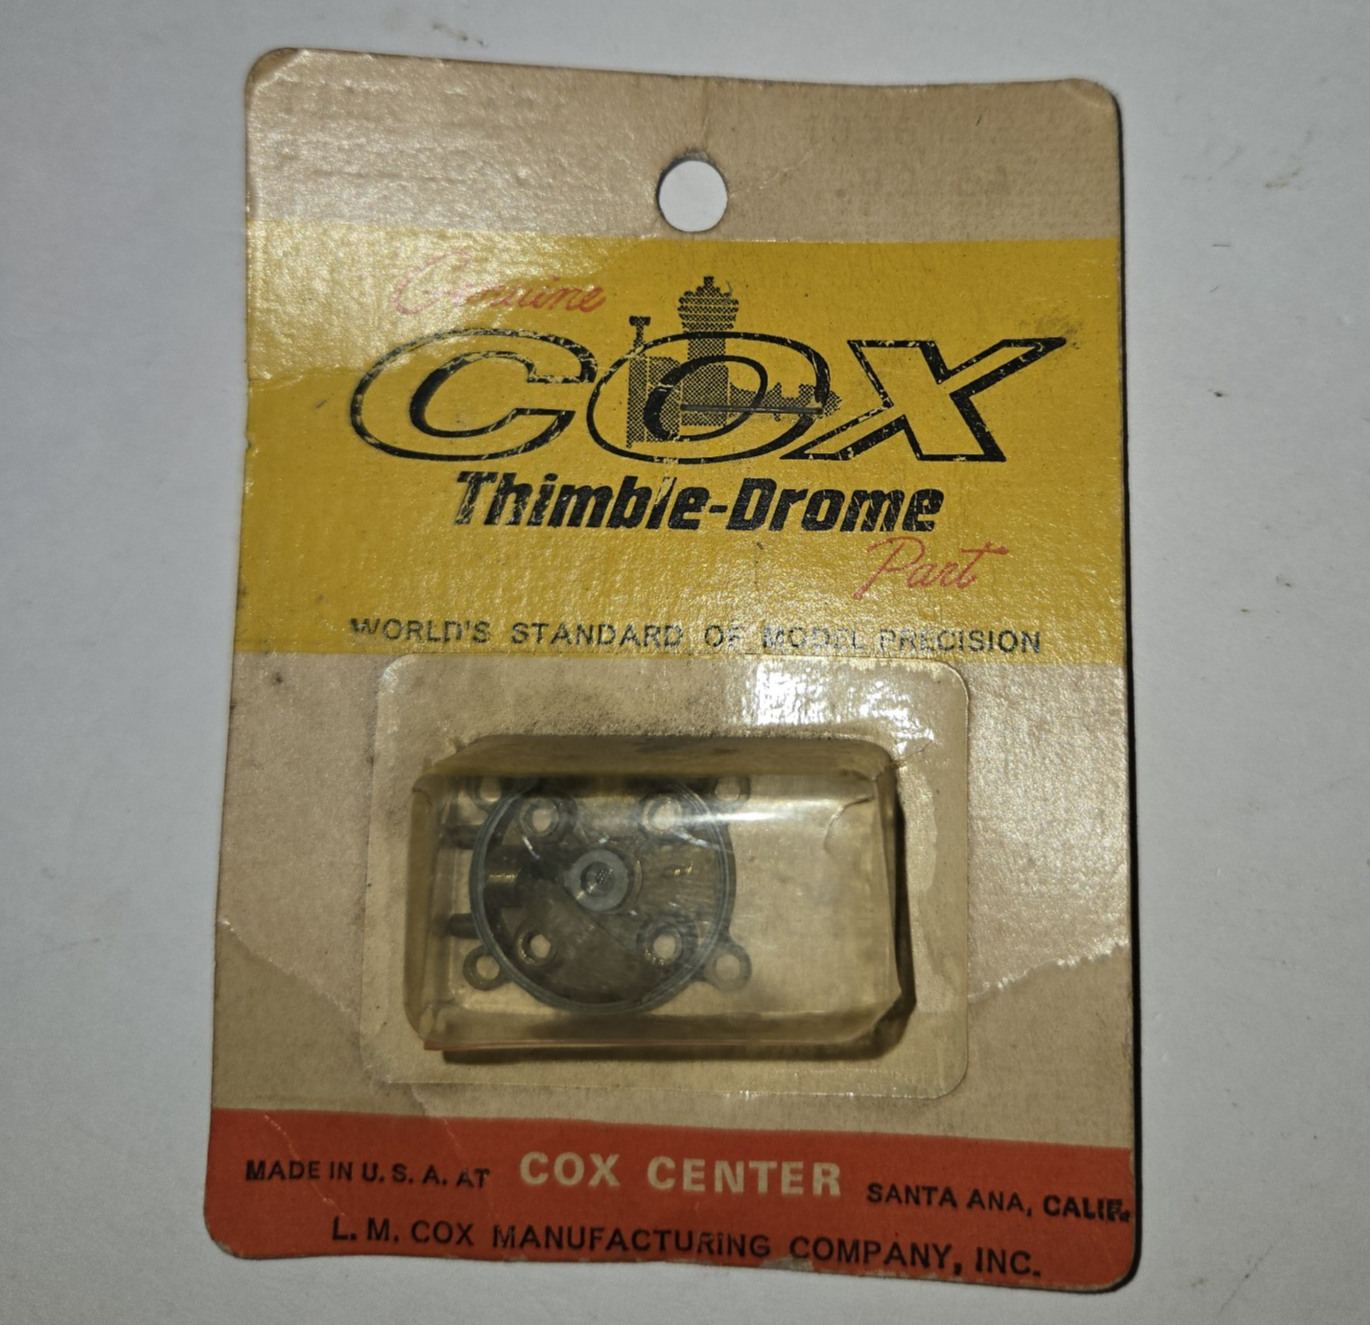 Genuine
COX
Thimble-Drome
Part
WORLD'S STANDARD OF MODEL PRECISION
MADE IN U. S. A. AT COX CENTER SANTA ANA, CALIF.
L. M. COX MANUFACTURING COMPANY, INC.